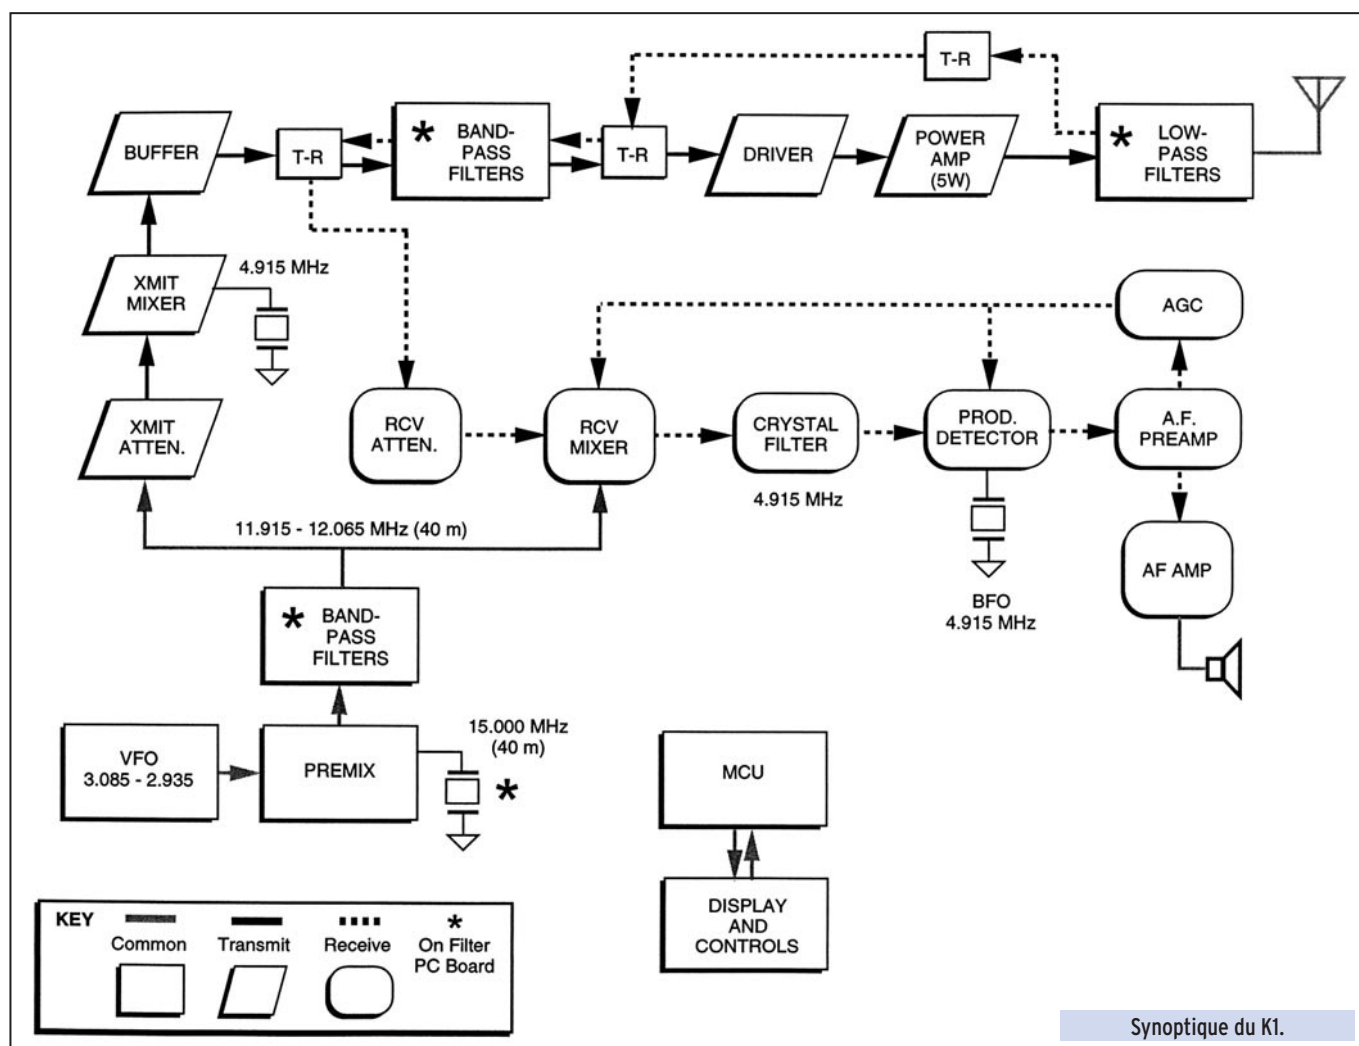 T-R
BUFFER
T-R
*
BAND-
PASS
FILTERS
T-R
DRIVER
POWER
AMP
(5W)
*
LOW-
PASS
FILTERS
XMIT
MIXER
4.915 MHz
AGC
XMIT
ATTEN.
RCV
ATTEN.
RCV
MIXER
CRYSTAL
FILTER
4.915 MHz
PROD.
DETECTOR
A.F.
PREAMP
11.915 - 12.065 MHz (40 m)
BFO
4.915 MHz
AF AMP
*
BAND-
PASS
FILTERS
VFO
3.085 - 2.935
PREMIX
15.000 MHz
(40 m)
*
MCU
DISPLAY
AND
CONTROLS
KEY
Common
Transmit
Receive
*
On Filter
PC Board
Synoptique du K1.